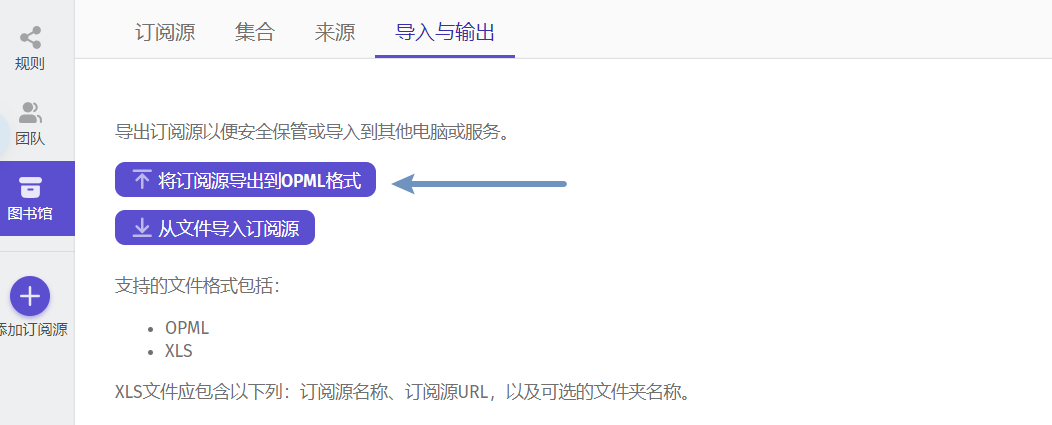 订阅源 集合 来源 导入与输出
规则
团队
图书馆
添加订阅源
导出订阅源以便安全保管或导入到其他电脑或服务。
将订阅源导出到OPML格式
从文件导入订阅源
支持的文件格式包括：
• OPML
• XLS
XLS文件应包含以下列：订阅源名称、订阅源URL，以及可选的文件夹名称。